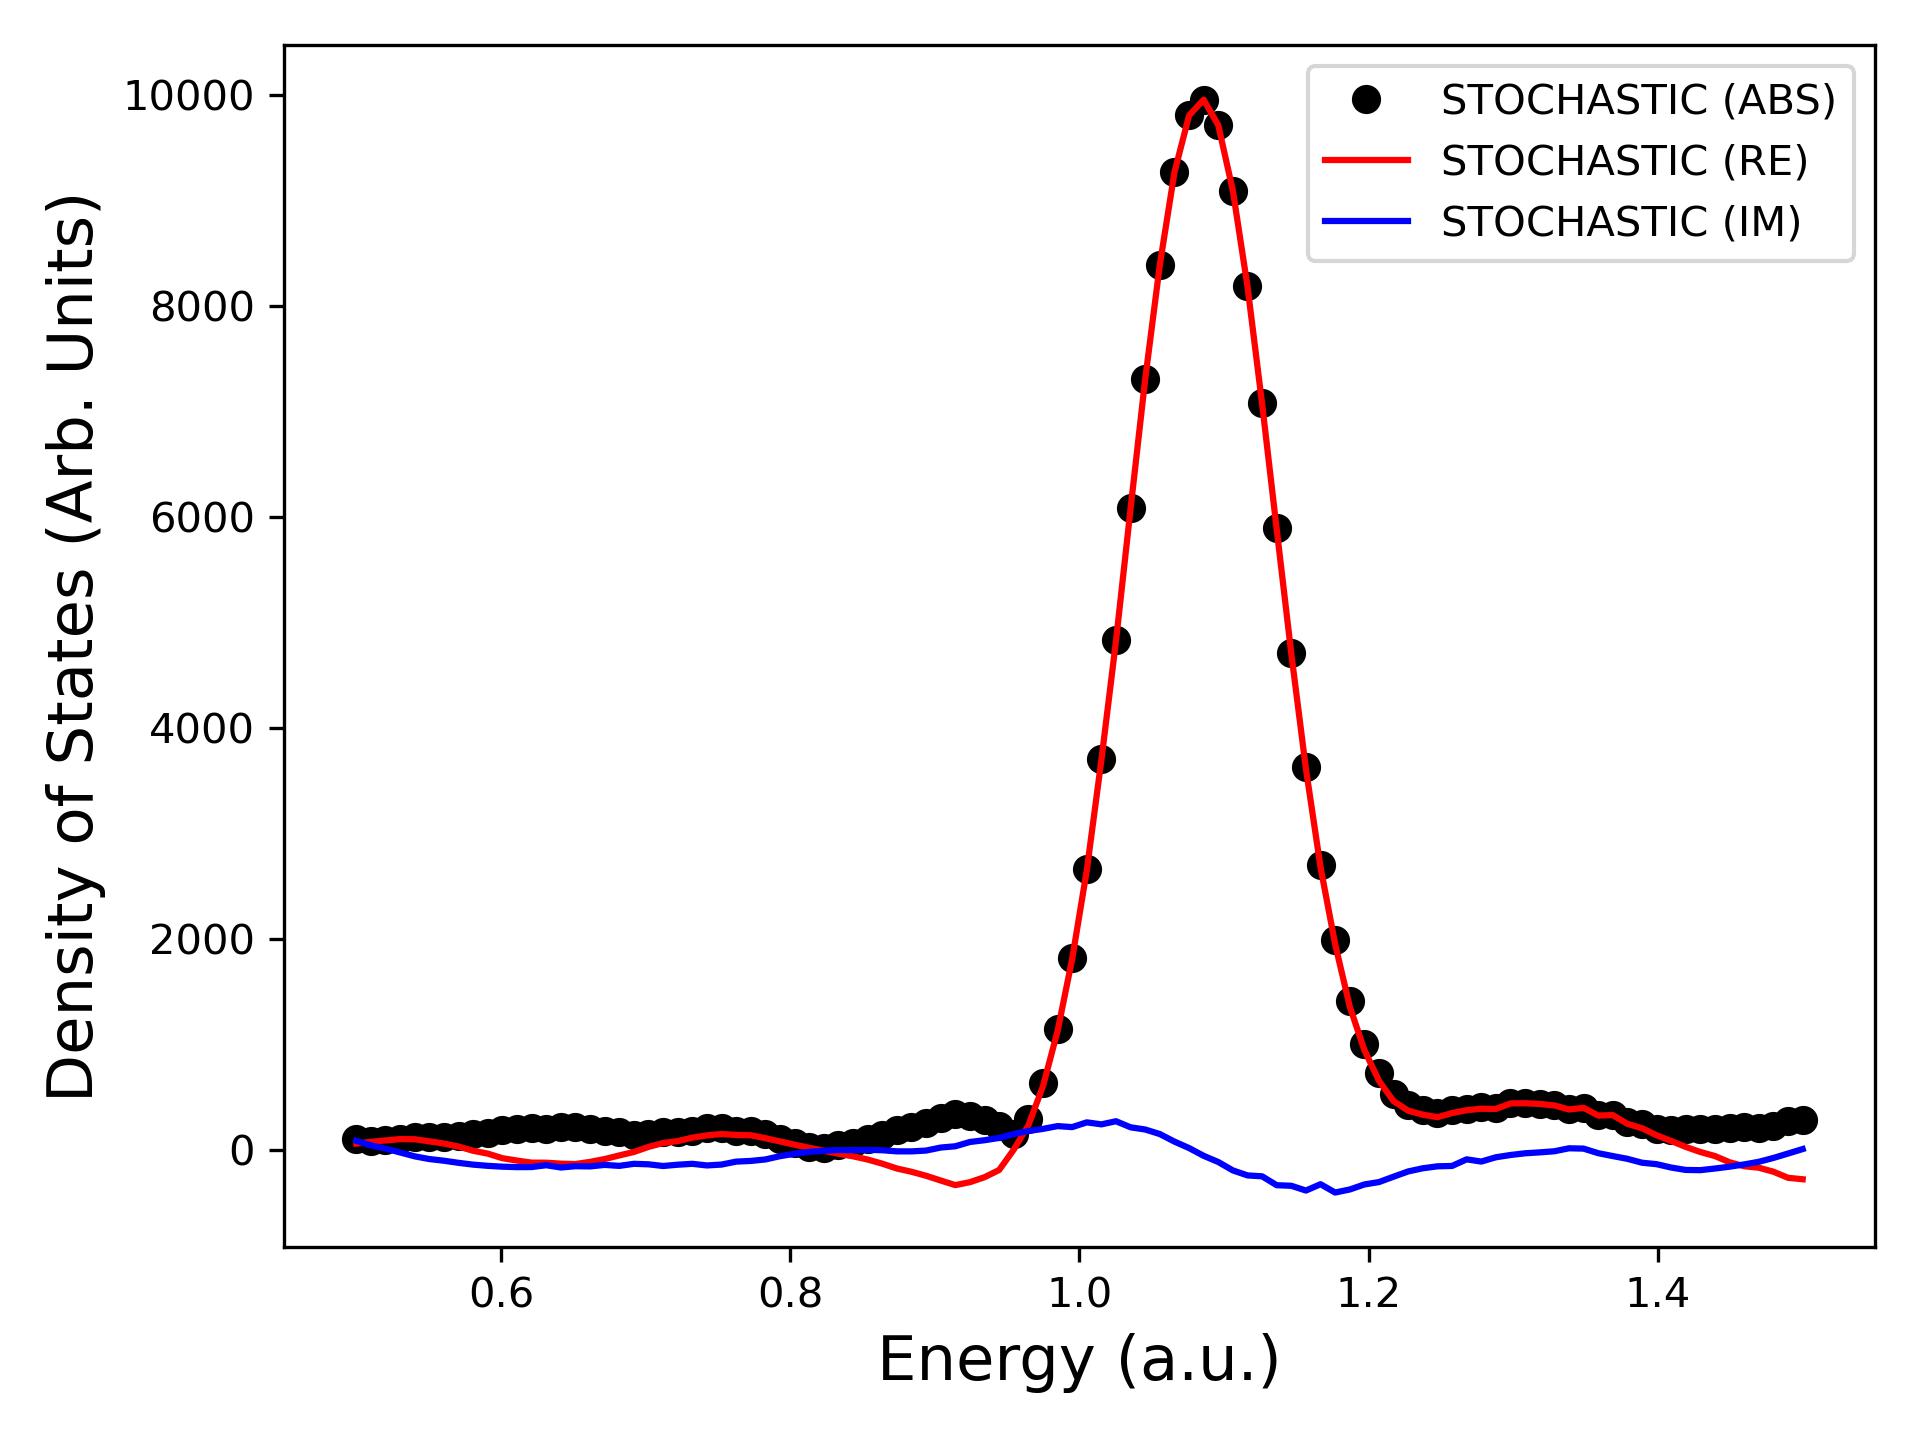 Density of States (Arb. Units)
10000
8000
6000
4000
2000
0
STOCHASTIC (ABS)
STOCHASTIC (RE)
STOCHASTIC (IM)
0.6 0.8 1.0 1.2 1.4
Energy (a.u.)